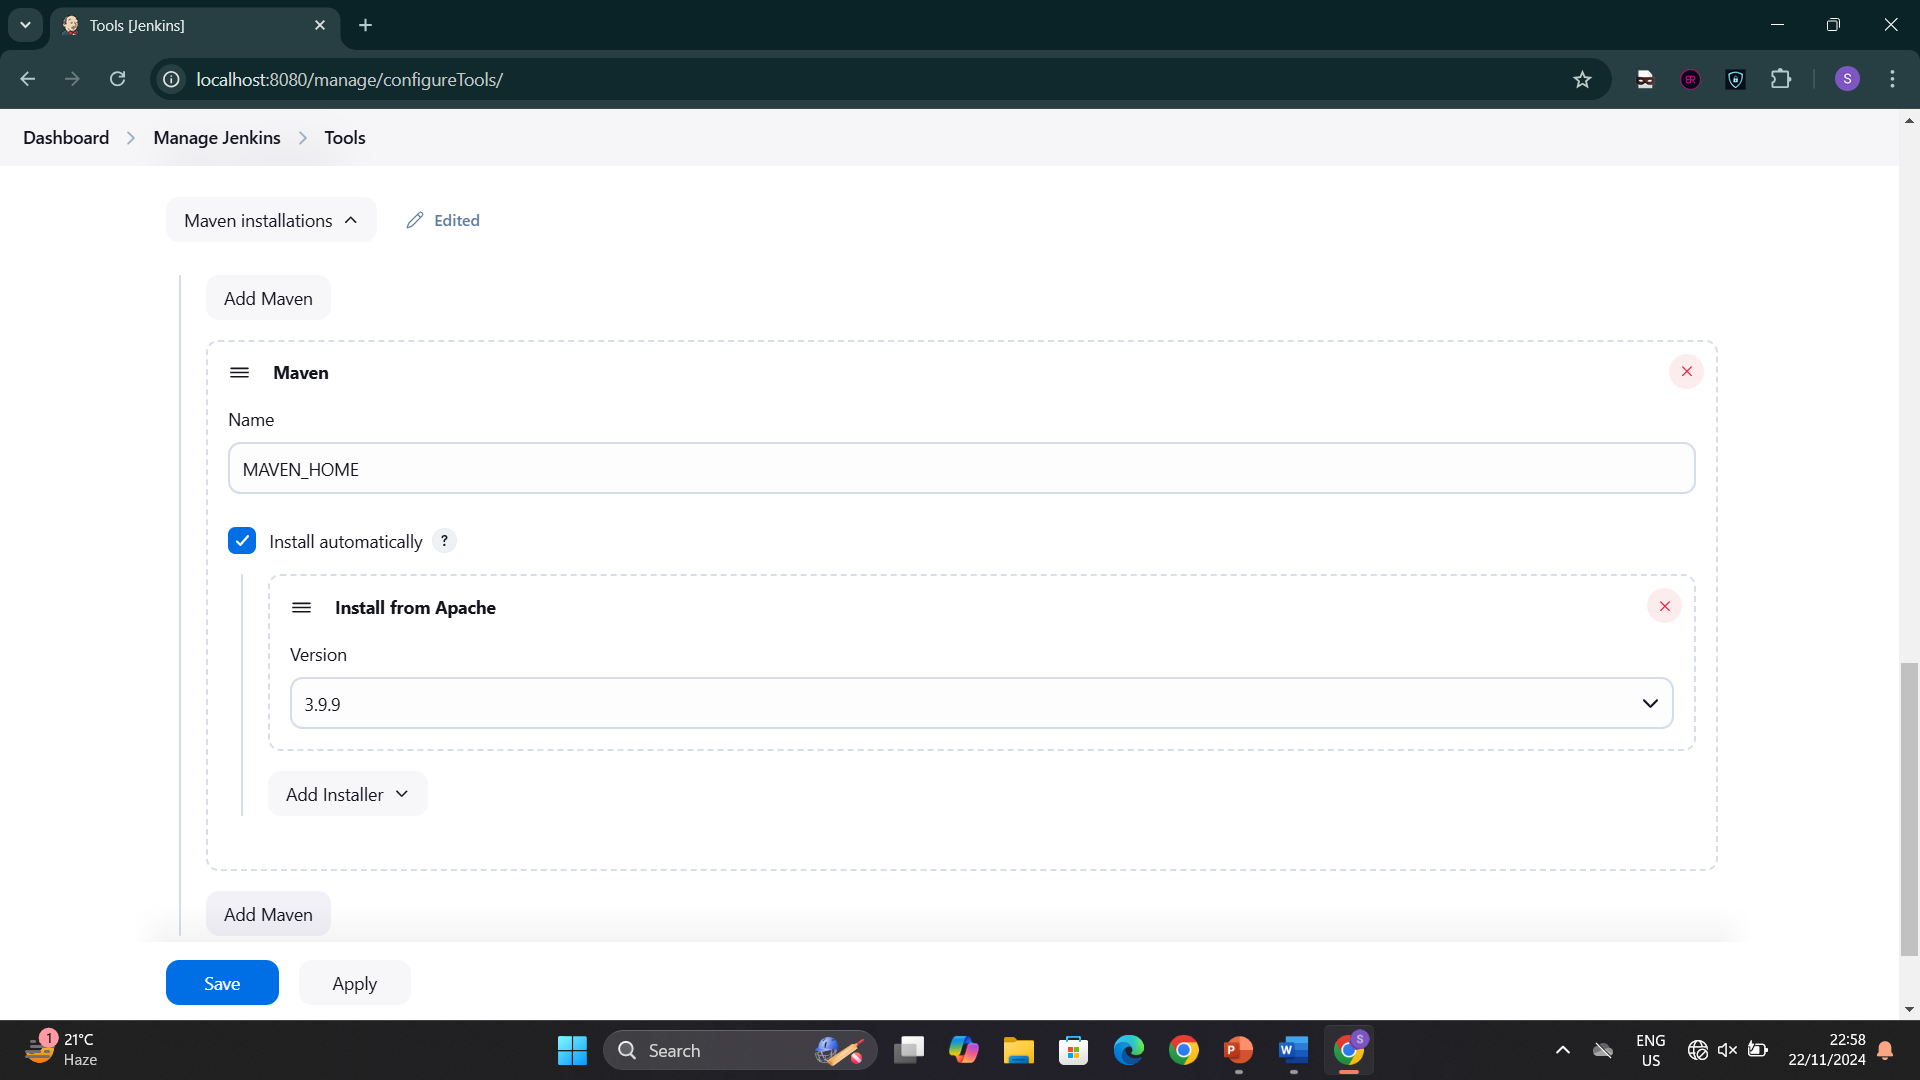 Tools [Jenkins]
localhost:8080/manage/configureTools/
BR
S
Dashboard > Manage Jenkins > Tools
Maven installations
Edited
Add Maven
Maven
Name
MAVEN_HOME
Install automatically ?
Install from Apache
Version
3.9.9
Add Installer
Add Maven
Save
Apply
1
21°C
Haze
Search
P
W
S
ENG
US
22:58
22/11/2024